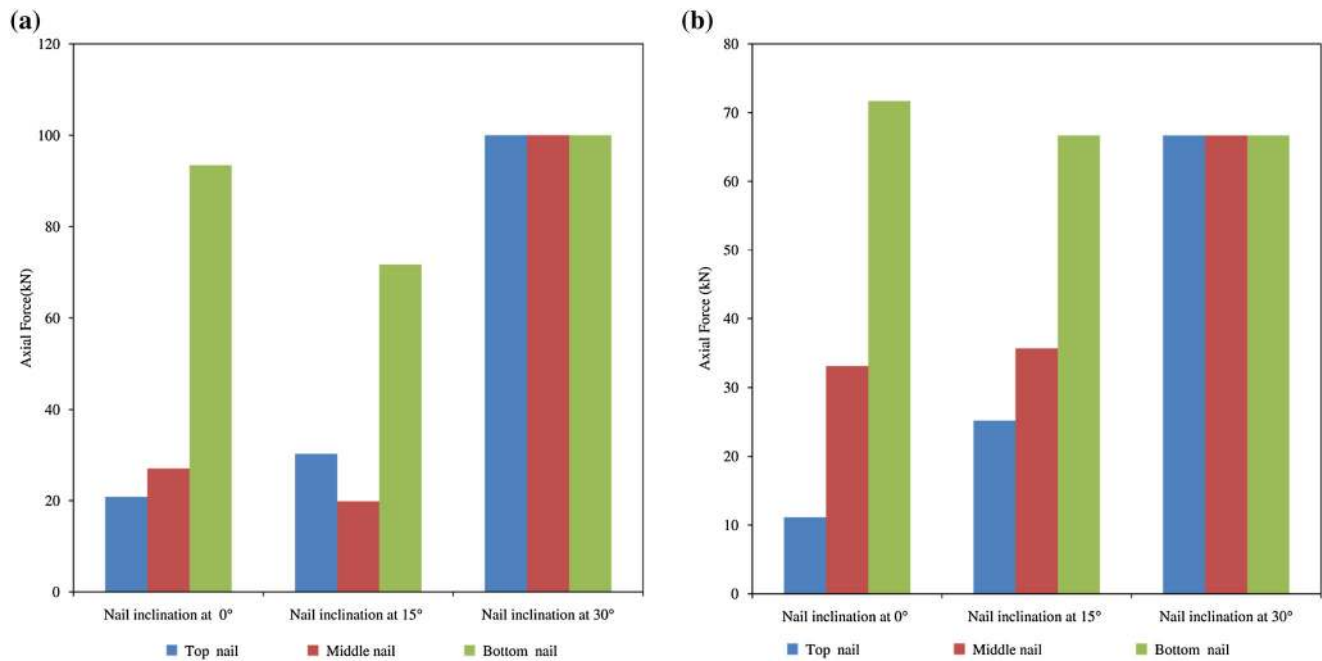 (a)
120
100
80
60
40
20
0
Axial Force(kN)
Nail inclination at 0°
Nail inclination at 15°
Nail inclination at 30°
Top nail
Middle nail
Bottom nail
(b)
80
70
60
50
40
30
20
10
0
Axial Force (kN)
Nail inclination at 0°
Nail inclination at 15°
Nail inclination at 30°
Top nail
Middle nail
Bottom nail